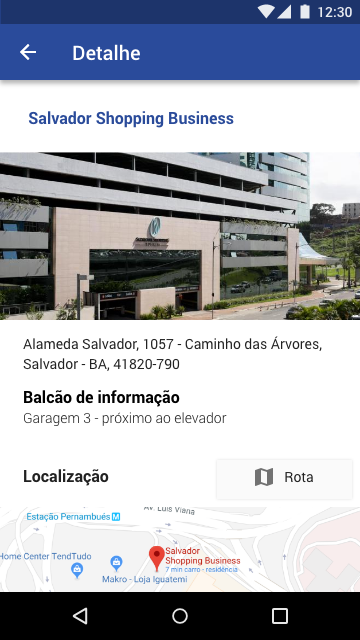 12:30
Detalhe
Salvador Shopping Business
Alameda Salvador, 1057 - Caminho das Árvores,
Salvador - BA, 41820-790
Balcão de informação
Garagem 3 - próximo ao elevador
Localização
Rota
Av. Luís Viana
Estação Pernambués M
Salvador
Shopping Business
7 min carro - residência
Home Center TendTudo
Makro - Loja Iguatemi